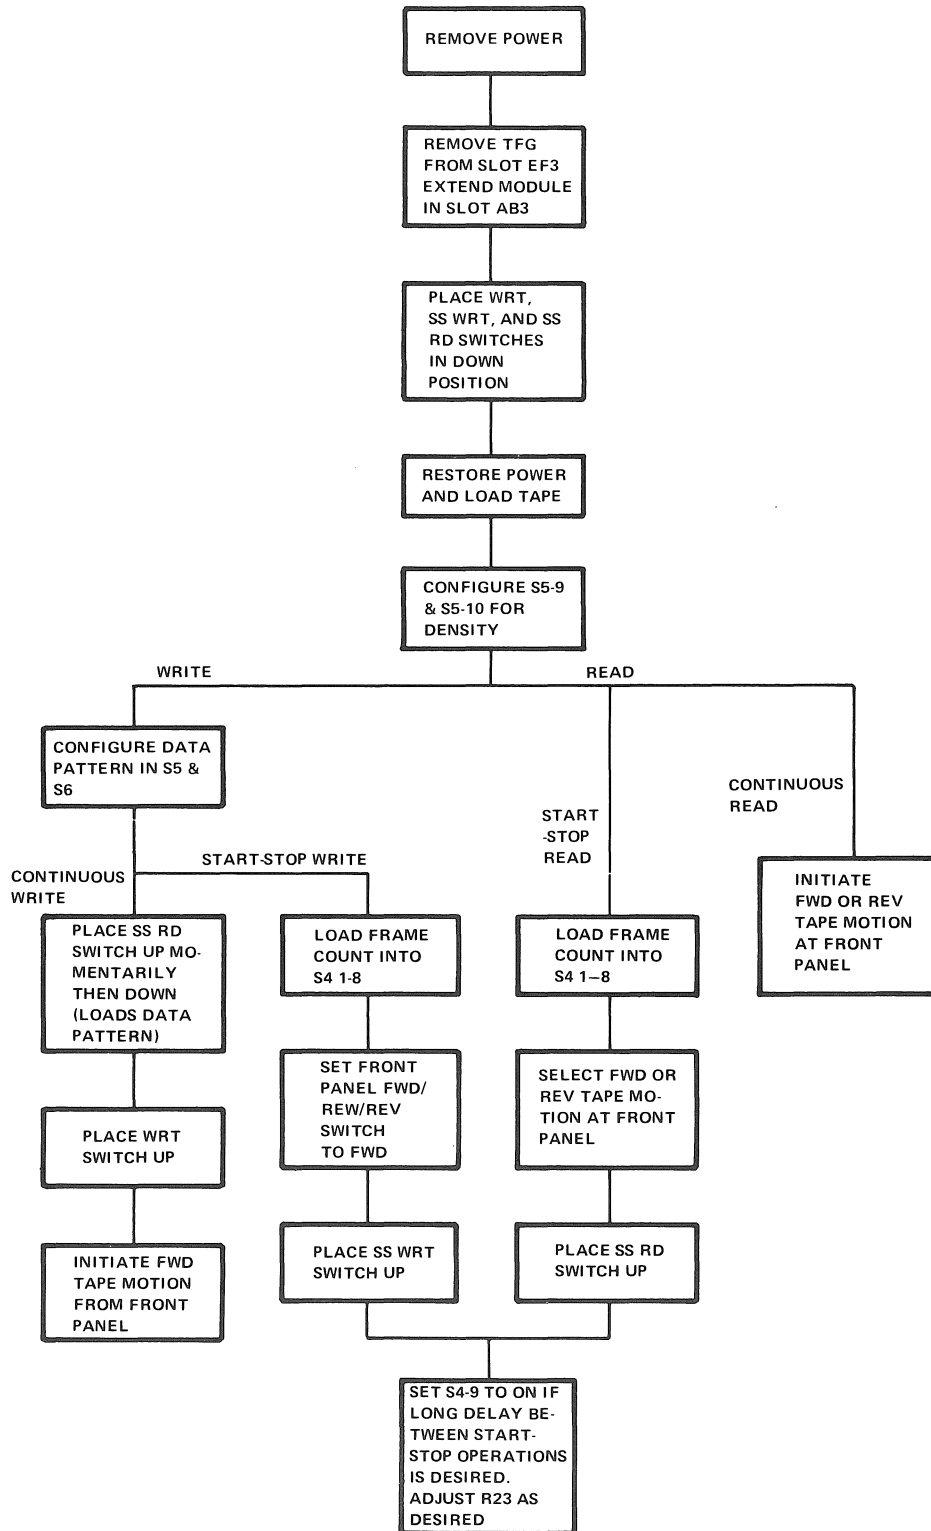 REMOVE POWER
REMOVE TFG
FROM SLOT EF3
EXTEND MODULE
IN SLOT AB3
PLACE WRT,
SS WRT, AND SS
RD SWITCHES
IN DOWN
POSITION
RESTORE POWER
AND LOAD TAPE
CONFIGURE S5-9
& S5-10 FOR
DENSITY
WRITE
READ
CONFIGURE DATA
PATTERN IN S5 &
S6
CONTINUOUS
WRITE
START-STOP WRITE
START
-STOP
READ
CONTINUOUS
READ
PLACE SS RD
SWITCH UP MO-
MENTARILY
THEN DOWN
(LOADS DATA
PATTERN)
PLACE WRT
SWITCH UP
INITIATE FWD
TAPE MOTION
FROM FRONT
PANEL
LOAD FRAME
COUNT INTO
S4 1-8
SET FRONT
PANEL FWD/
REW/REV
SWITCH
TO FWD
PLACE SS WRT
SWITCH UP
LOAD FRAME
COUNT INTO
S4 1–8
SELECT FWD OR
REV TAPE MO-
TION AT FRONT
PANEL
PLACE SS RD
SWITCH UP
INITIATE
FWD OR REV
TAPE MOTION
AT FRONT
PANEL
SET S4-9 TO ON IF
LONG DELAY BE-
TWEEN START-
STOP OPERATIONS
IS DESIRED.
ADJUST R23 AS
DESIRED